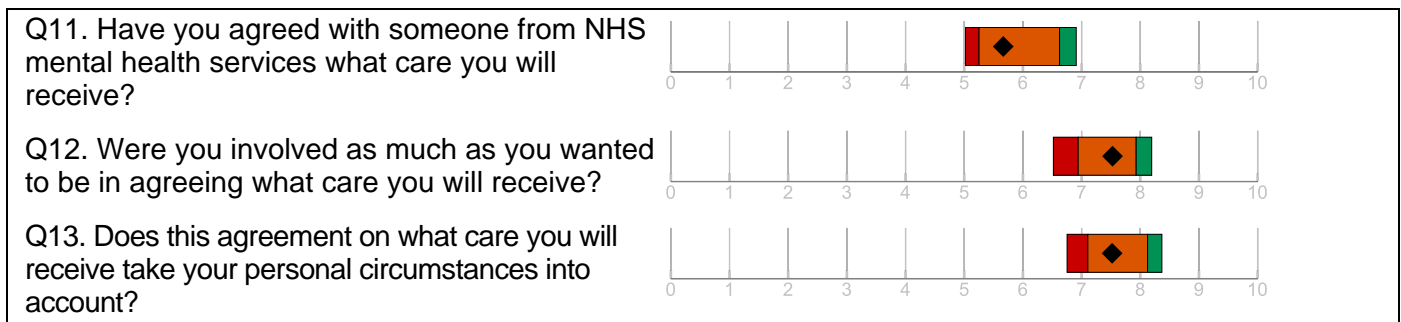 Q11. Have you agreed with someone from NHS
mental health services what care you will
receive?
0 1 2 3 4 5 6 7 8 9 10
Q12. Were you involved as much as you wanted
to be in agreeing what care you will receive?
0 1 2 3 4 5 6 7 8 9 10
Q13. Does this agreement on what care you will
receive take your personal circumstances into
account?
0 1 2 3 4 5 6 7 8 9 10